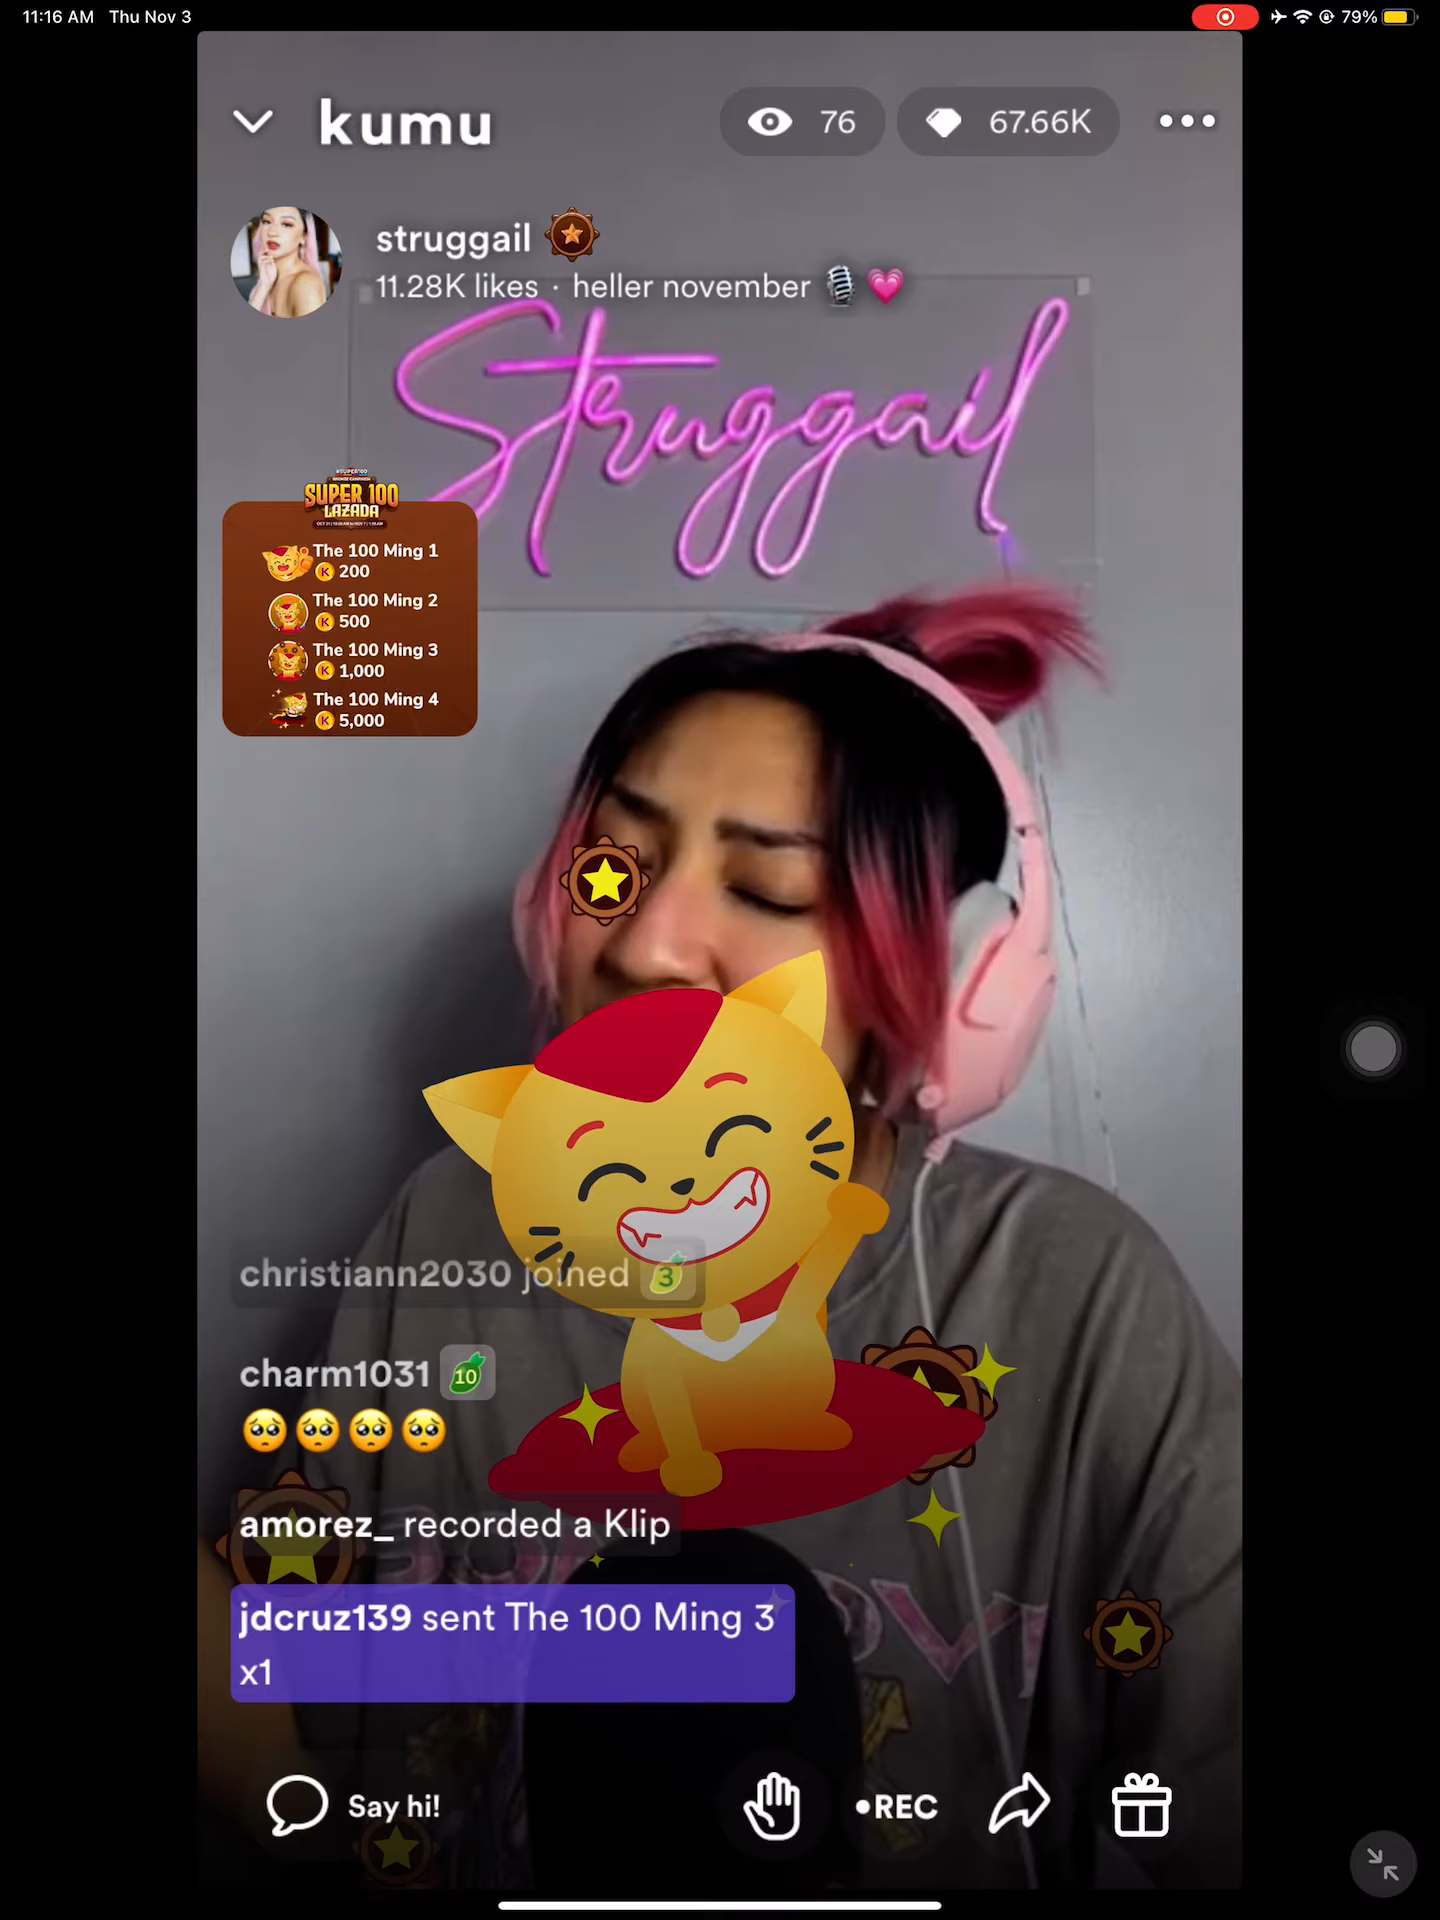 11:16 AM Thu Nov 3
79%
kumu
76
67.66K
struggail
11.28K likes · heller november
Struggail
#SUPER100
BRONZE CAMPAIGN
SUPER 100
LAZADA
The 100 Ming 1
K 200
The 100 Ming 2
K 500
The 100 Ming 3
K 1,000
The 100 Ming 4
K 5,000
christiann2030 joined 3
charm1031 10
amorez_ recorded a Klip
jdcruz139 sent The 100 Ming 3
x1
Say hi!
REC